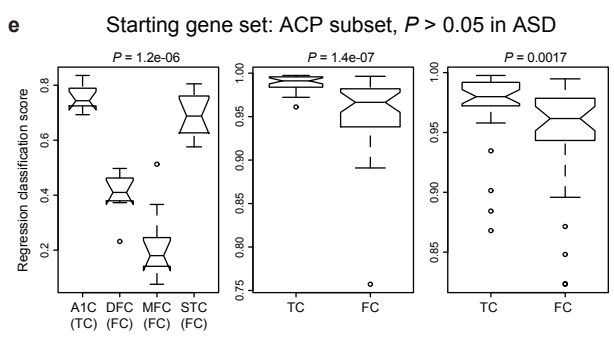 e Starting gene set: ACP subset, P > 0.05 in ASD
P = 1.2e-06
Regression classification score
0.8
0.6
0.4
0.2
A1C DFC MFC STC
(TC) (FC) (FC) (FC)
P = 1.4e-07
1.00
0.95
0.90
0.85
0.80
0.75
TC FC
P = 0.0017
1.00
0.95
0.90
0.85
TC FC